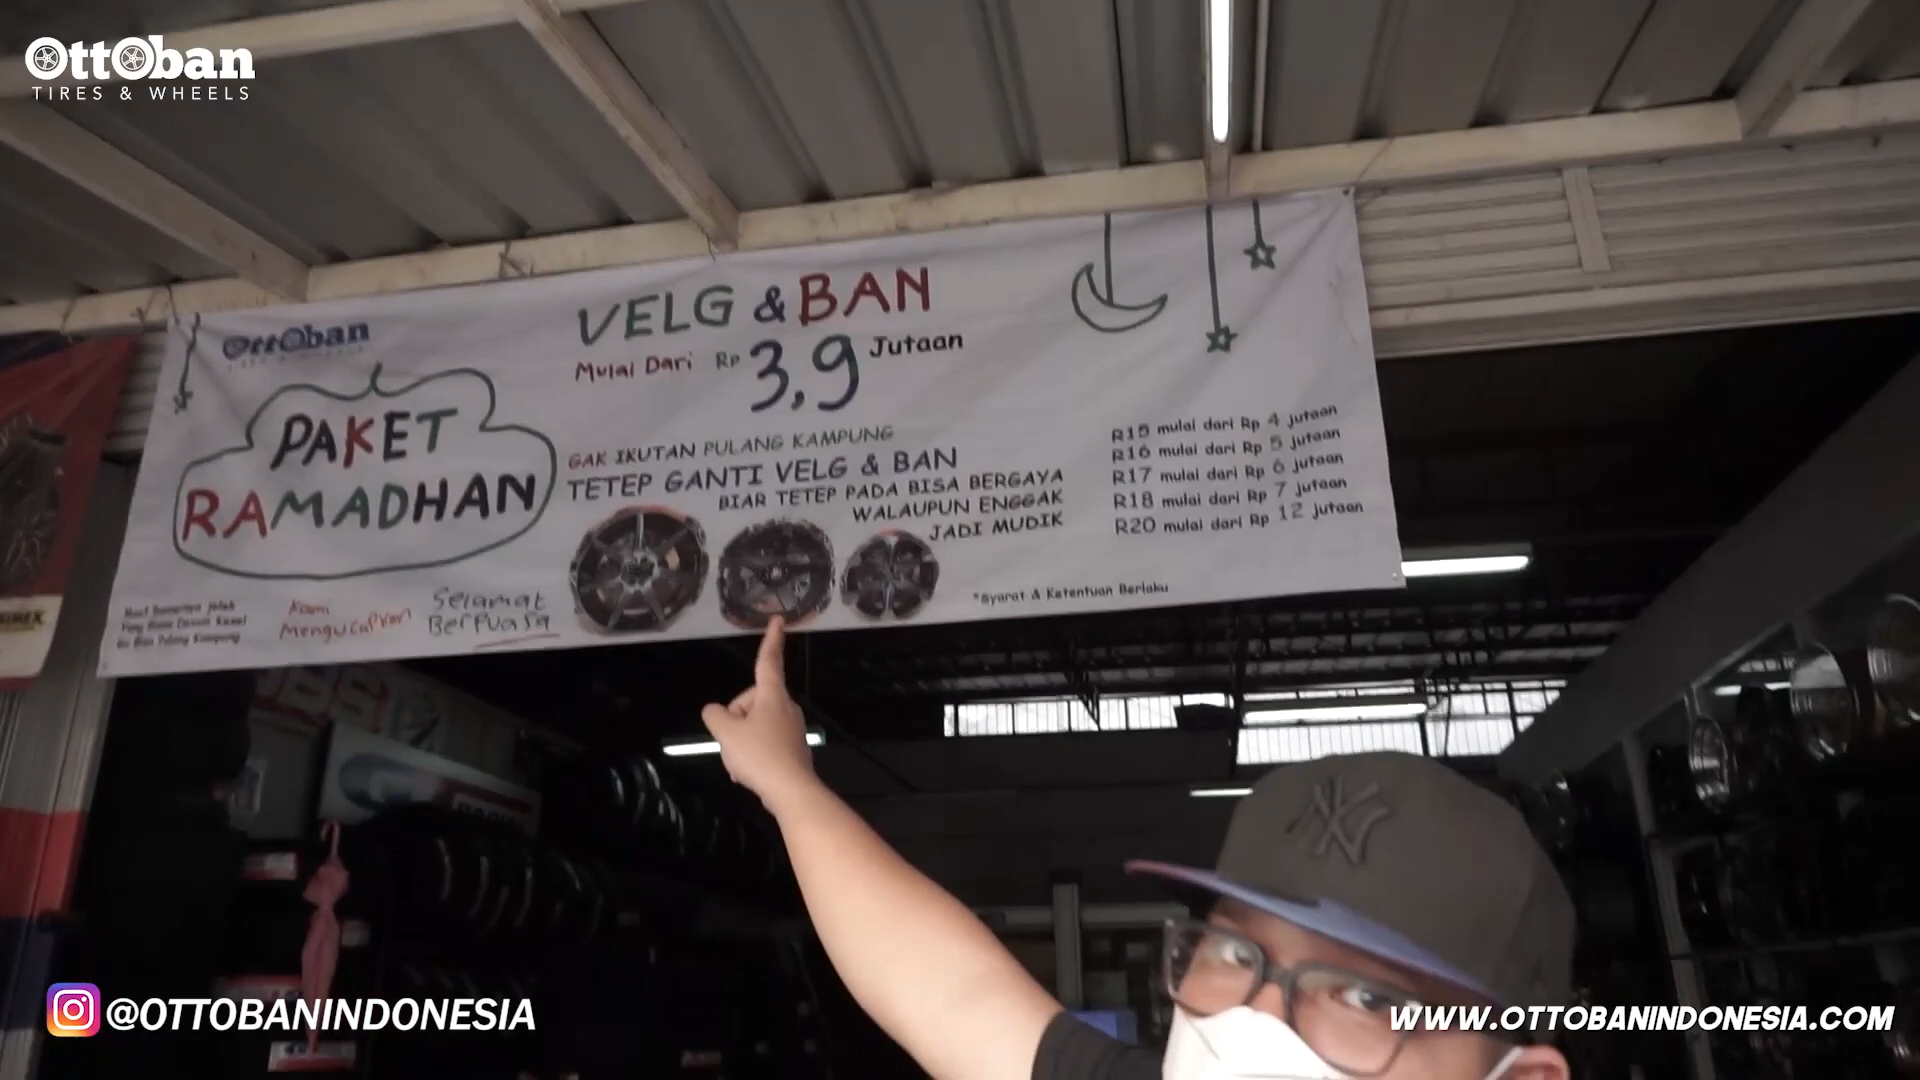 OttOban
TIRES & WHEELS
OttOban
PAKET
RAMADHAN
VELG & BAN
Mulai Dari Rp 3,9 Jutaan
GAK IKUTAN PULANG KAMPUNG
TETEP GANTI VELG & BAN
BIAR TETEP PADA BISA BERGAYA
WALAUPUN ENGGAK
JADI MUDIK
R15 mulai dari Rp 4 jutaan
R16 mulai dari Rp 5 jutaan
R17 mulai dari Rp 6 jutaan
R18 mulai dari Rp 7 jutaan
R20 mulai dari Rp 12 jutaan
*Syarat & Ketentuan Berlaku
Kami
Mengucapkan
Selamat
Berpuasa
NY
@OTTOBANINDONESIA
WWW.OTTOBANINDONESIA.COM